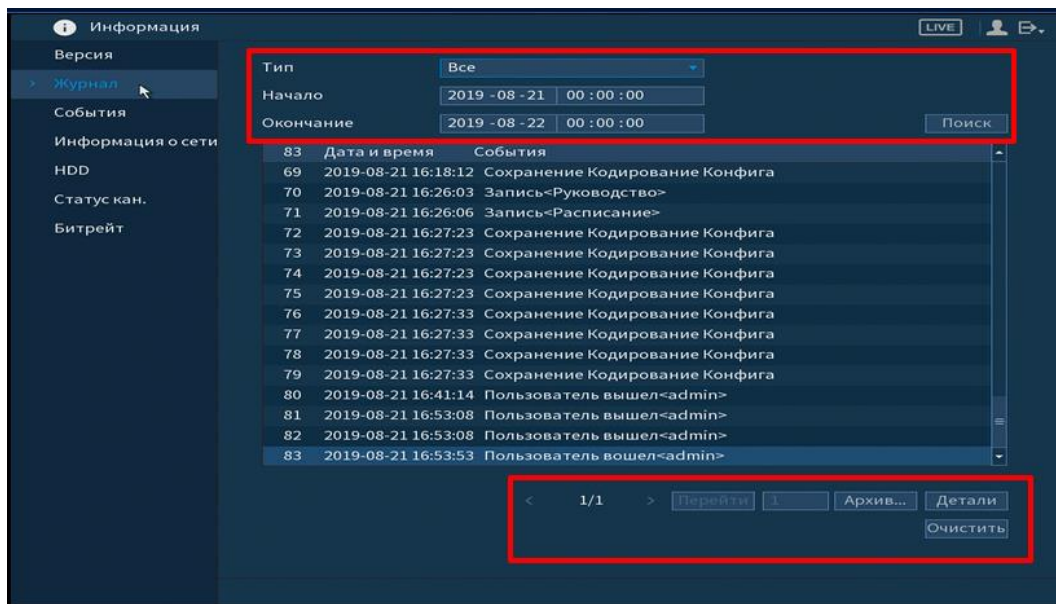 Информация LIVE
Версия
Журнал
События
Информация о сети
HDD
Статус кан.
Битрейт
Тип Все
Начало 2019 -08 -21 00 :00 :00
Окончание 2019 -08 -22 00 :00 :00 Поиск
83 Дата и время События
69 2019-08-21 16:18:12 Сохранение Кодирование Конфига
70 2019-08-21 16:26:03 Запись<Руководство>
71 2019-08-21 16:26:06 Запись<Расписание>
72 2019-08-21 16:27:23 Сохранение Кодирование Конфига
73 2019-08-21 16:27:23 Сохранение Кодирование Конфига
74 2019-08-21 16:27:23 Сохранение Кодирование Конфига
75 2019-08-21 16:27:23 Сохранение Кодирование Конфига
76 2019-08-21 16:27:33 Сохранение Кодирование Конфига
77 2019-08-21 16:27:33 Сохранение Кодирование Конфига
78 2019-08-21 16:27:33 Сохранение Кодирование Конфига
79 2019-08-21 16:27:33 Сохранение Кодирование Конфига
80 2019-08-21 16:41:14 Пользователь вышел<admin>
81 2019-08-21 16:53:08 Пользователь вышел<admin>
82 2019-08-21 16:53:08 Пользователь вышел<admin>
83 2019-08-21 16:53:53 Пользователь вошел<admin>
< 1/1 > Перейти 1 Архив... Детали
Очистить